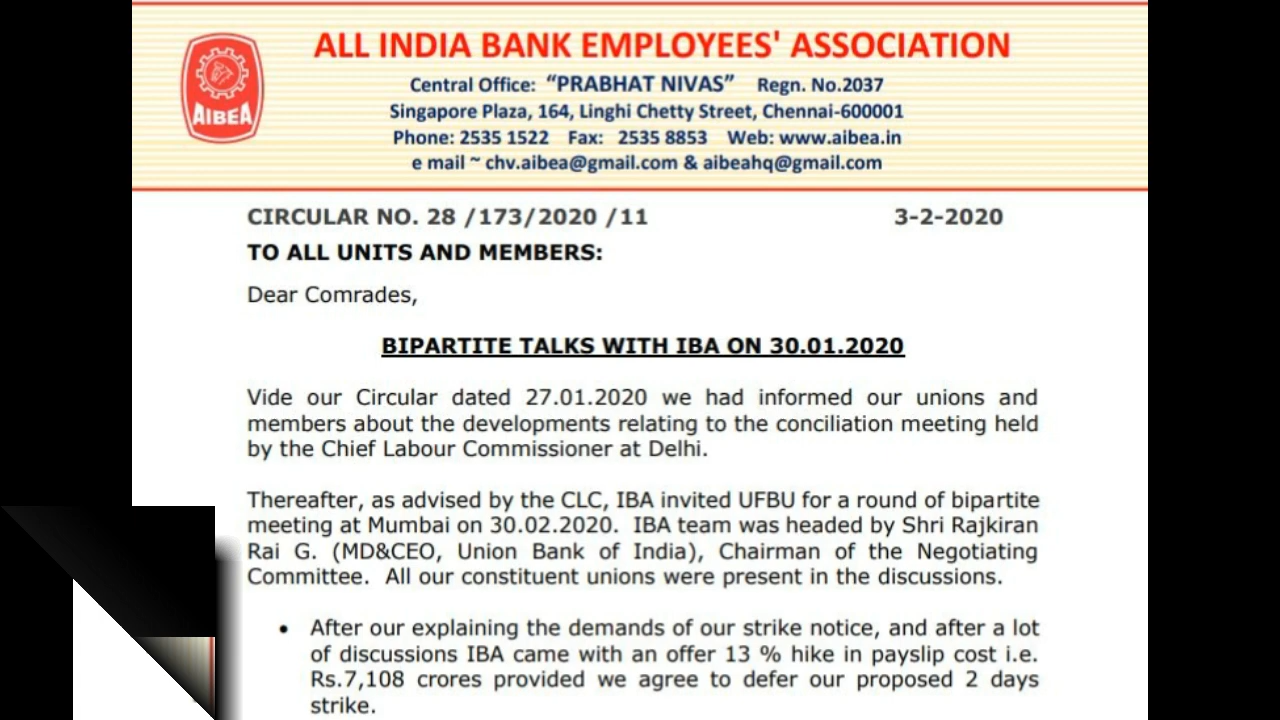 ALL INDIA BANK EMPLOYEES' ASSOCIATION
Central Office: “PRABHAT NIVAS” Regn. No.2037
Singapore Plaza, 164, Linghi Chetty Street, Chennai-600001
Phone: 2535 1522 Fax: 2535 8853 Web: www.aibea.in
e mail ~ chv.aibea@gmail.com & aibeahq@gmail.com
AIBEA
CIRCULAR NO. 28 /173/2020 /11 3-2-2020
TO ALL UNITS AND MEMBERS:
Dear Comrades,
BIPARTITE TALKS WITH IBA ON 30.01.2020
Vide our Circular dated 27.01.2020 we had informed our unions and
members about the developments relating to the conciliation meeting held
by the Chief Labour Commissioner at Delhi.
Thereafter, as advised by the CLC, IBA invited UFBU for a round of bipartite
meeting at Mumbai on 30.02.2020. IBA team was headed by Shri Rajkiran
Rai G. (MD&CEO, Union Bank of India), Chairman of the Negotiating
Committee. All our constituent unions were present in the discussions.
• After our explaining the demands of our strike notice, and after a lot
of discussions IBA came with an offer 13 % hike in payslip cost i.e.
Rs.7,108 crores provided we agree to defer our proposed 2 days
strike.